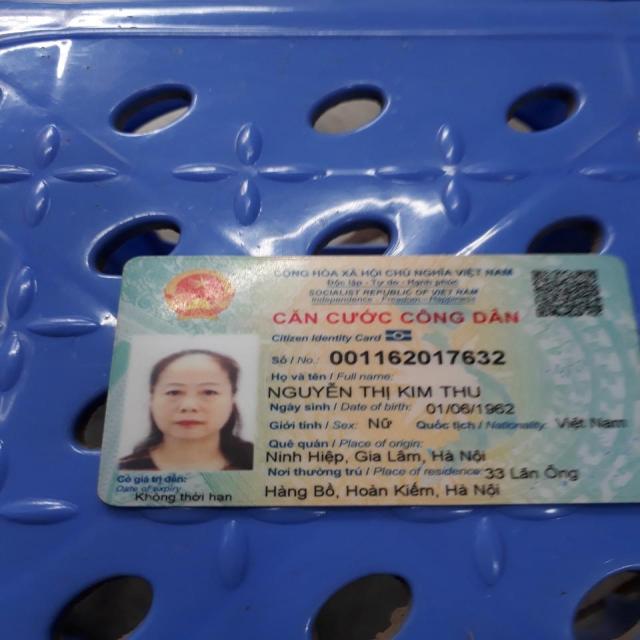 CỘNG HÒA XÃ HỘI CHỦ NGHĨA VIỆT NAM
Độc lập - Tự do - Hạnh phúc
SOCIALIST REPUBLIC OF VIET NAM
Independence - Freedom - Happiness
CĂN CƯỚC CÔNG DÂN
Citizen Identity Card
Số / No.: 001162017632
Họ và tên / Full name:
NGUYỄN THỊ KIM THU
Ngày sinh / Date of birth: 01/06/1962
Giới tính / Sex: Nữ Quốc tịch / Nationality: Việt Nam
Quê quán / Place of origin:
Ninh Hiệp, Gia Lâm, Hà Nội
Nơi thường trú / Place of residence: 33 Lãn Ông
Hàng Bồ, Hoàn Kiếm, Hà Nội
Có giá trị đến:
Date of expiry
Không thời hạn